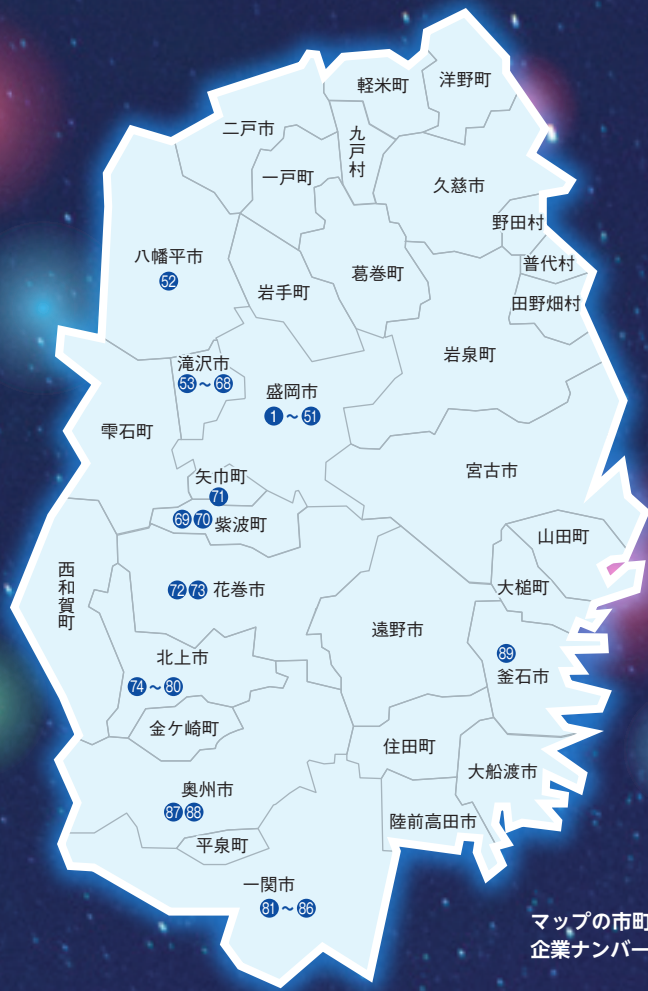 軽米町
洋野町
二戸市
九戸村
一戸町
久慈市
野田村
八幡平市
52
葛巻町
普代村
岩手町
田野畑村
岩泉町
滝沢市
53～68
盛岡市
1～51
雫石町
宮古市
矢巾町
71
69 70 紫波町
山田町
西和賀町
72 73 花巻市
大槌町
遠野市
89
釜石市
北上市
74～80
金ケ崎町
住田町
大船渡市
奥州市
87 88
陸前高田市
平泉町
一関市
81～86
マップの市町
企業ナンバー